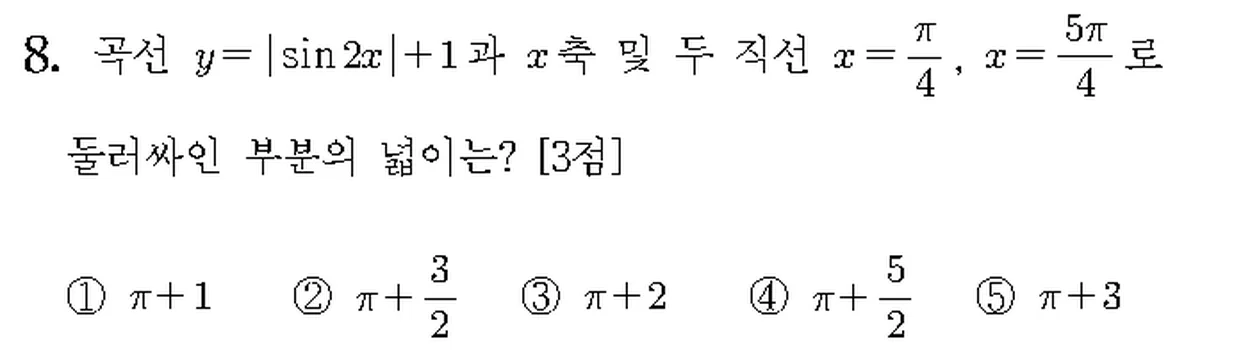 8. 곡선 y=|sin2x|+1과 x축 및 두 직선 x=π/4, x=5π/4로
둘러싸인 부분의 넓이는? [3점]
① π+1 ② π+3/2 ③ π+2 ④ π+5/2 ⑤ π+3